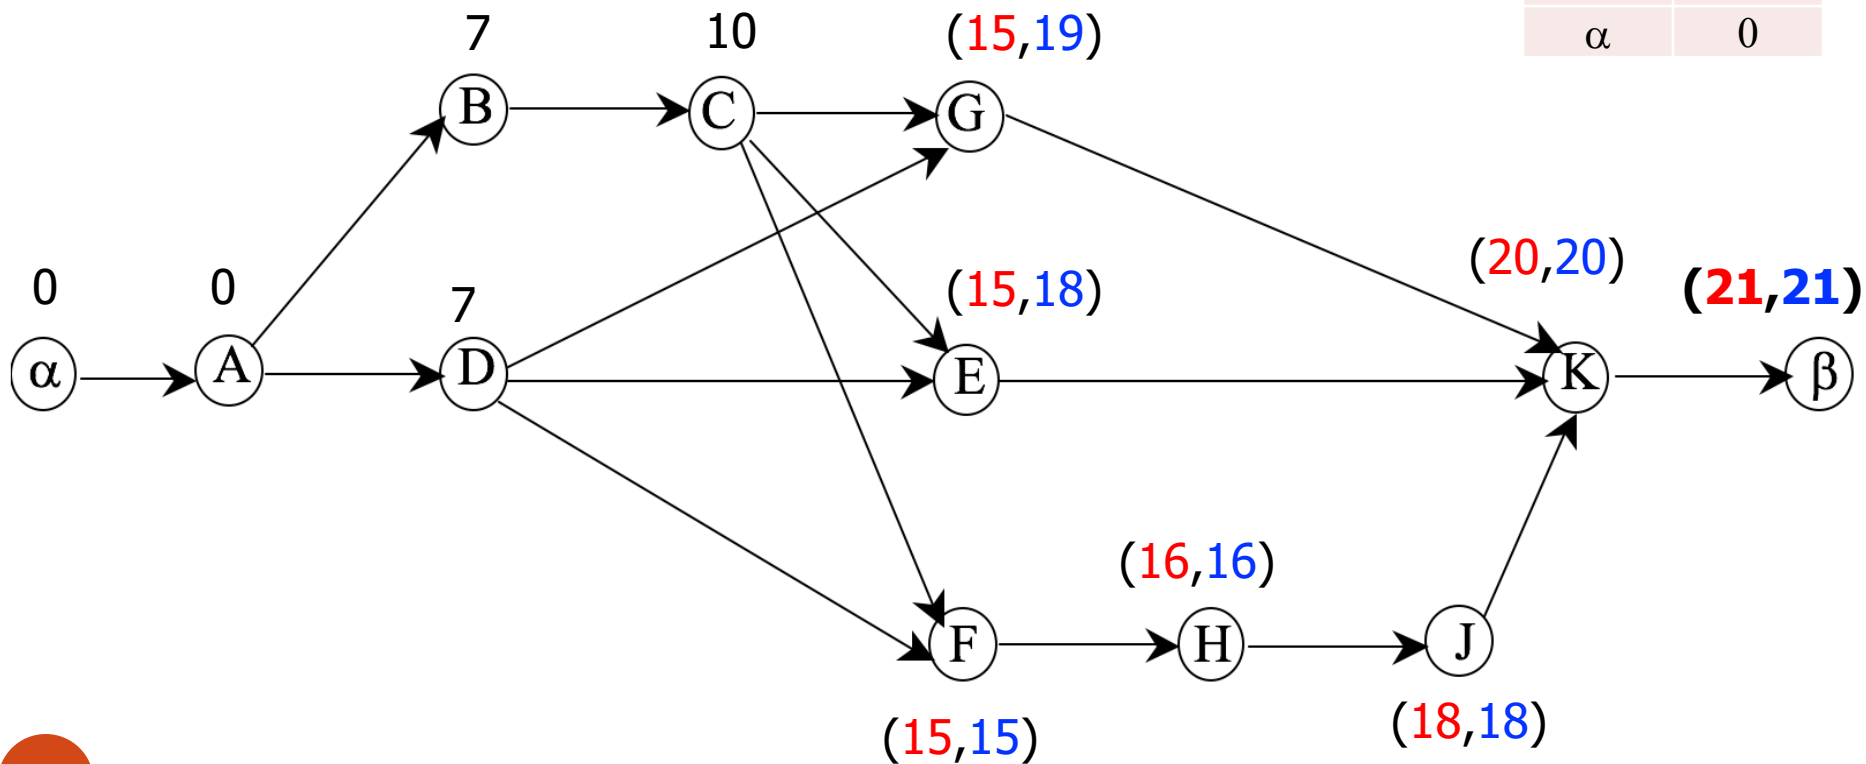 7 10 (15,19) α 0
B C G
0 0 7 (15,18) (20,20) (21,21)
α A D E K β
(16,16)
F H J
(15,15) (18,18)